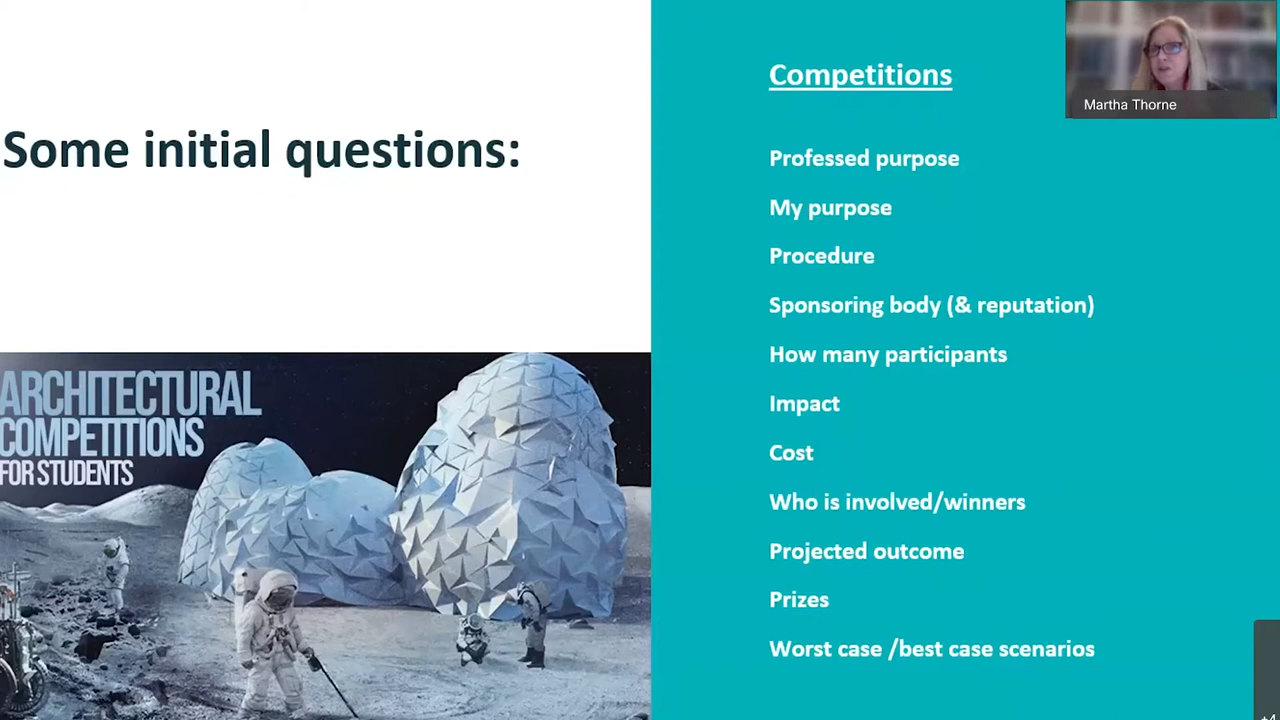 Some initial questions:
ARCHITECTURAL
COMPETITIONS
FOR STUDENTS
Competitions
Professed purpose
My purpose
Procedure
Sponsoring body (& reputation)
How many participants
Impact
Cost
Who is involved/winners
Projected outcome
Prizes
Worst case /best case scenarios
Martha Thorne